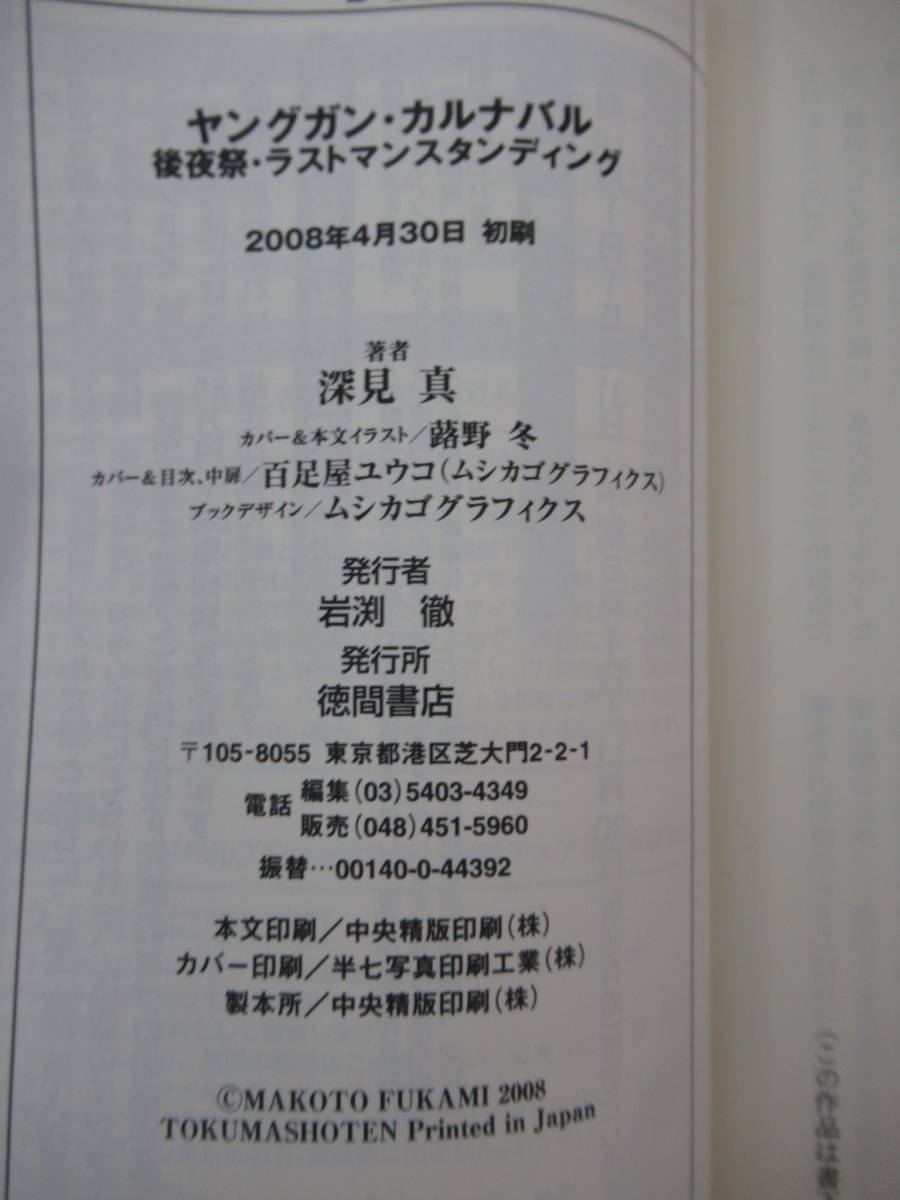 ヤングガン・カルナバル
後夜祭・ラストマンスタンディング
2008年4月30日 初刷
著者
深見 真
カバー&本文イラスト/蕗野 冬
カバー&目次、中扉/百足屋ユウコ(ムシカゴグラフィクス)
ブックデザイン/ムシカゴグラフィクス
発行者
岩渕 徹
発行所
徳間書店
〒105-8055 東京都港区芝大門2-2-1
電話 編集(03)5403-4349
販売(048)451-5960
振替…00140-0-44392
本文印刷/中央精版印刷(株)
カバー印刷/半七写真印刷工業(株)
製本所/中央精版印刷(株)
©MAKOTO FUKAMI 2008
TOKUMASHOTEN Printed in Japan
(この作品は書